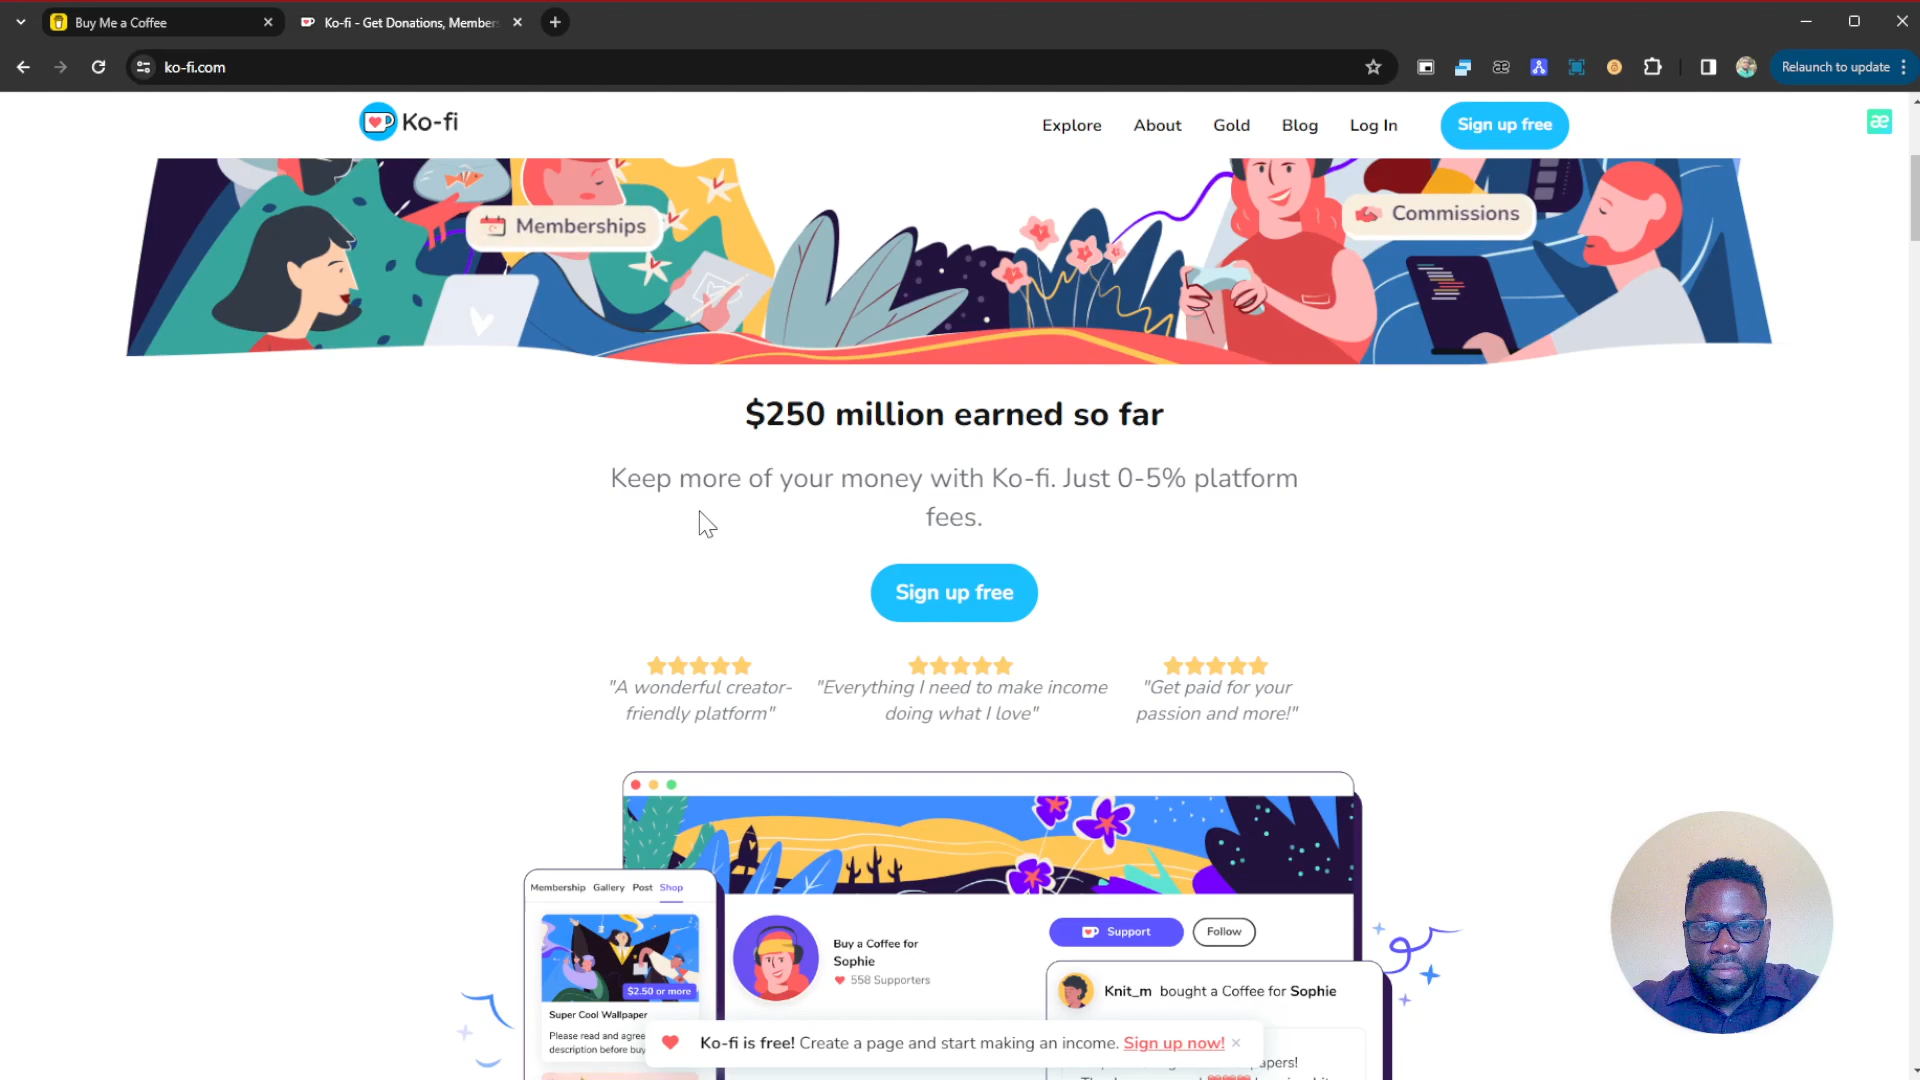 Buy Me a Coffee
Ko-fi - Get Donations, Member
ko-fi.com
Relaunch to update
Ko-fi
Explore
About
Gold
Blog
Log In
Sign up free
æ
Memberships
Commissions
$250 million earned so far
Keep more of your money with Ko-fi. Just 0-5% platform
fees.
Sign up free
"A wonderful creator-
friendly platform"
"Everything I need to make income
doing what I love"
"Get paid for your
passion and more!"
Membership Gallery Post Shop
$2.50 or more
Super Cool Wallpaper
Please read and agree
description before buy
Buy a Coffee for
Sophie
558 Supporters
Support
Follow
Knit_m bought a Coffee for Sophie
apers!
Ko-fi is free! Create a page and start making an income. Sign up now!